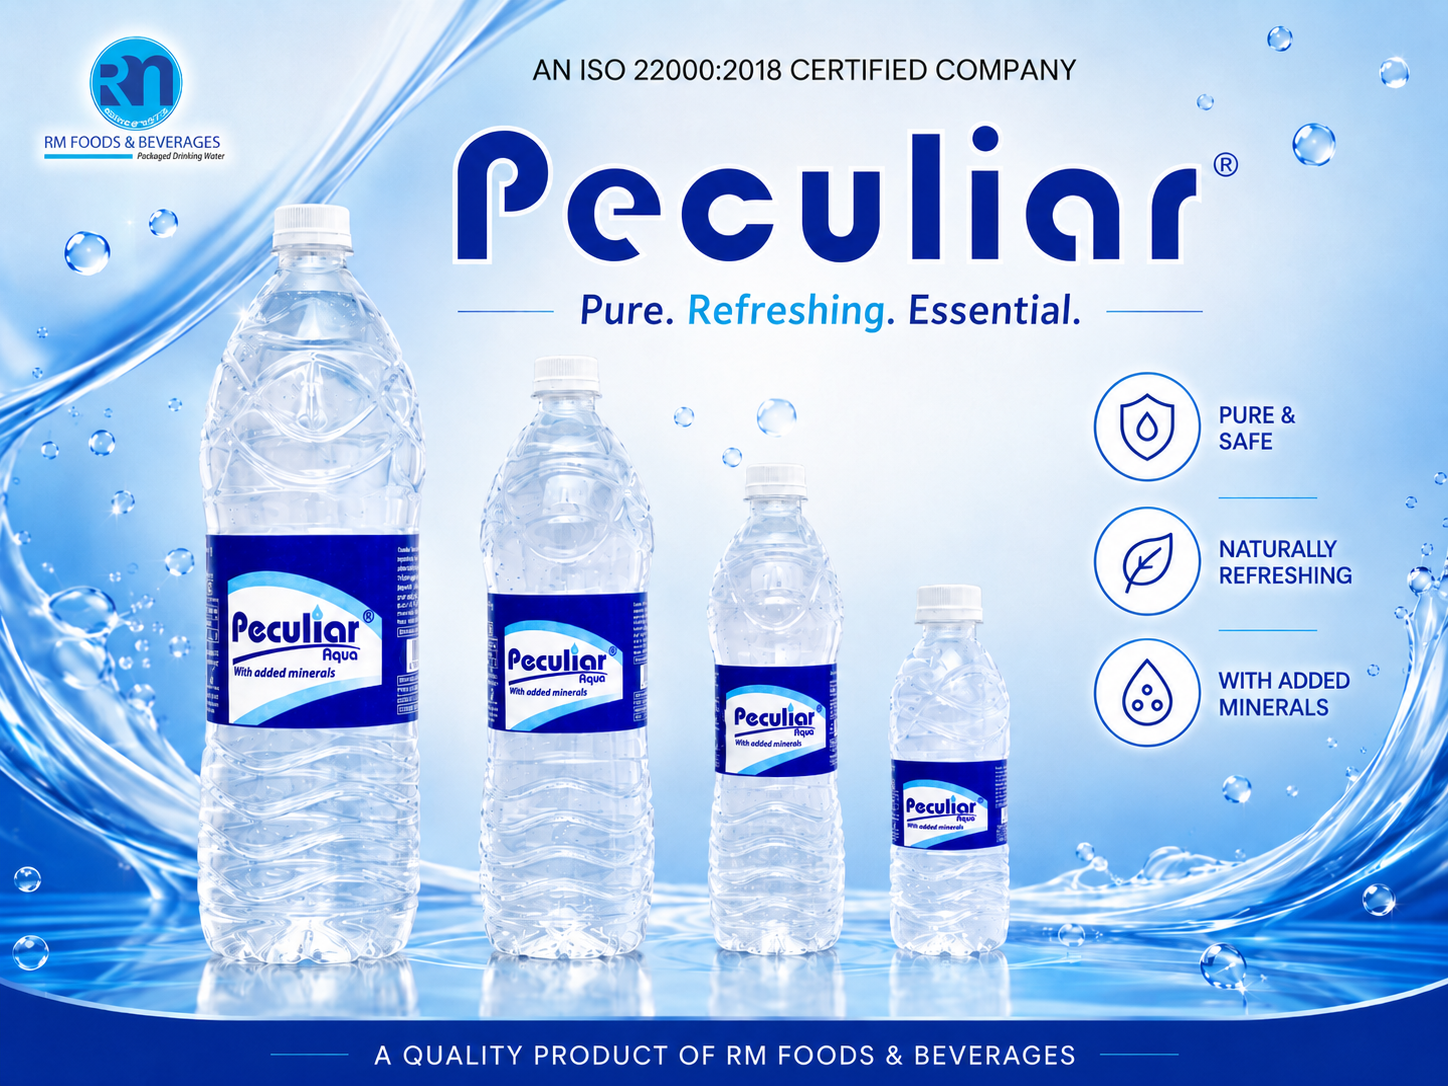 RM
RM FOODS & BEVERAGES
Packaged Drinking Water
AN ISO 22000:2018 CERTIFIED COMPANY
Peculiar®
Pure. Refreshing. Essential.
PURE &
SAFE
NATURALLY
REFRESHING
WITH ADDED
MINERALS
Peculiar®
Aqua
With added minerals
Peculiar®
Aqua
With added minerals
Peculiar®
Aqua
With added minerals
Peculiar®
Aqua
With added minerals
A QUALITY PRODUCT OF RM FOODS & BEVERAGES